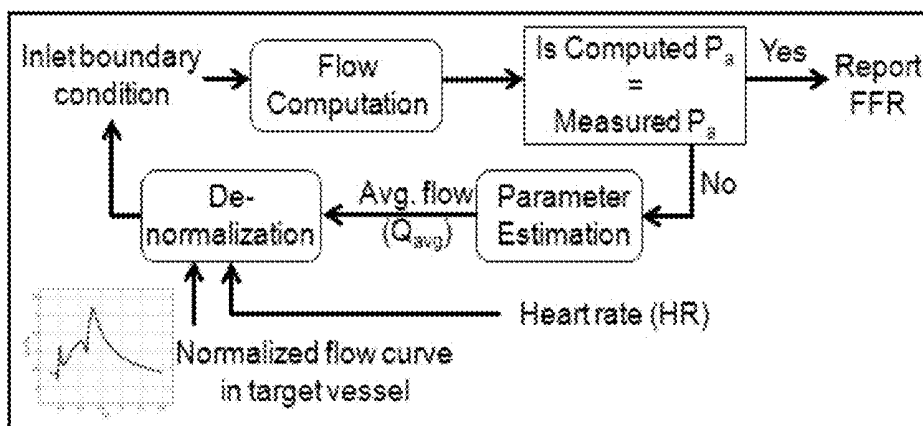 Inlet boundary
condition
Flow
Computation
Is Computed Pₐ
=
Measured Pₐ
Yes
Report
FFR
No
De-
normalization
Avg. flow
(Qavg)
Parameter
Estimation
Heart rate (HR)
Normalized flow curve
in target vessel